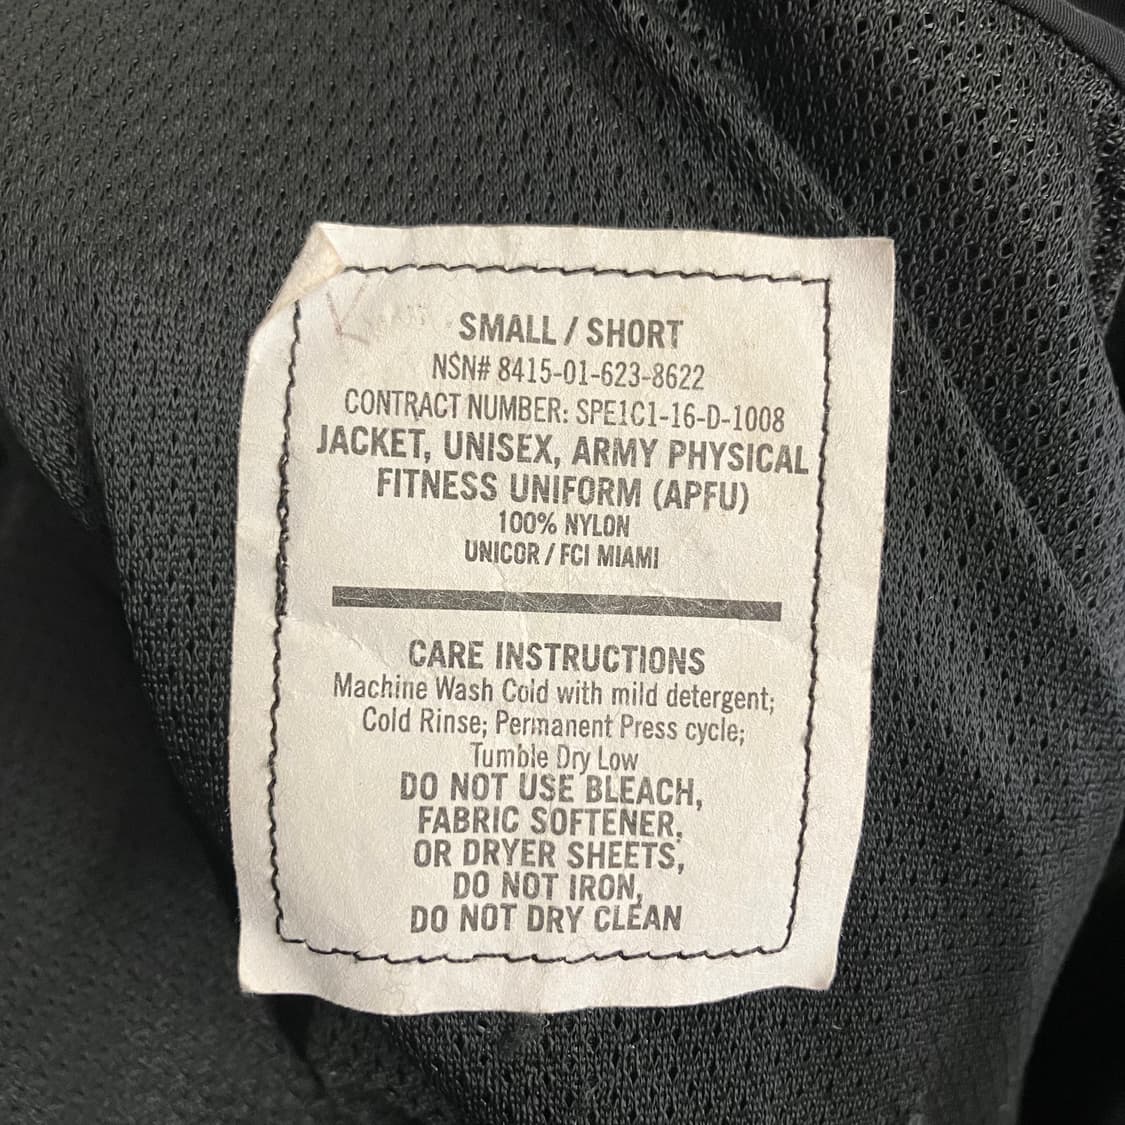 SMALL / SHORT
NSN# 8415-01-623-8622
CONTRACT NUMBER: SPE1C1-16-D-1008
JACKET, UNISEX, ARMY PHYSICAL
FITNESS UNIFORM (APFU)
100% NYLON
UNICOR / FCI MIAMI
CARE INSTRUCTIONS
Machine Wash Cold with mild detergent;
Cold Rinse; Permanent Press cycle;
Tumble Dry Low
DO NOT USE BLEACH,
FABRIC SOFTENER,
OR DRYER SHEETS,
DO NOT IRON,
DO NOT DRY CLEAN